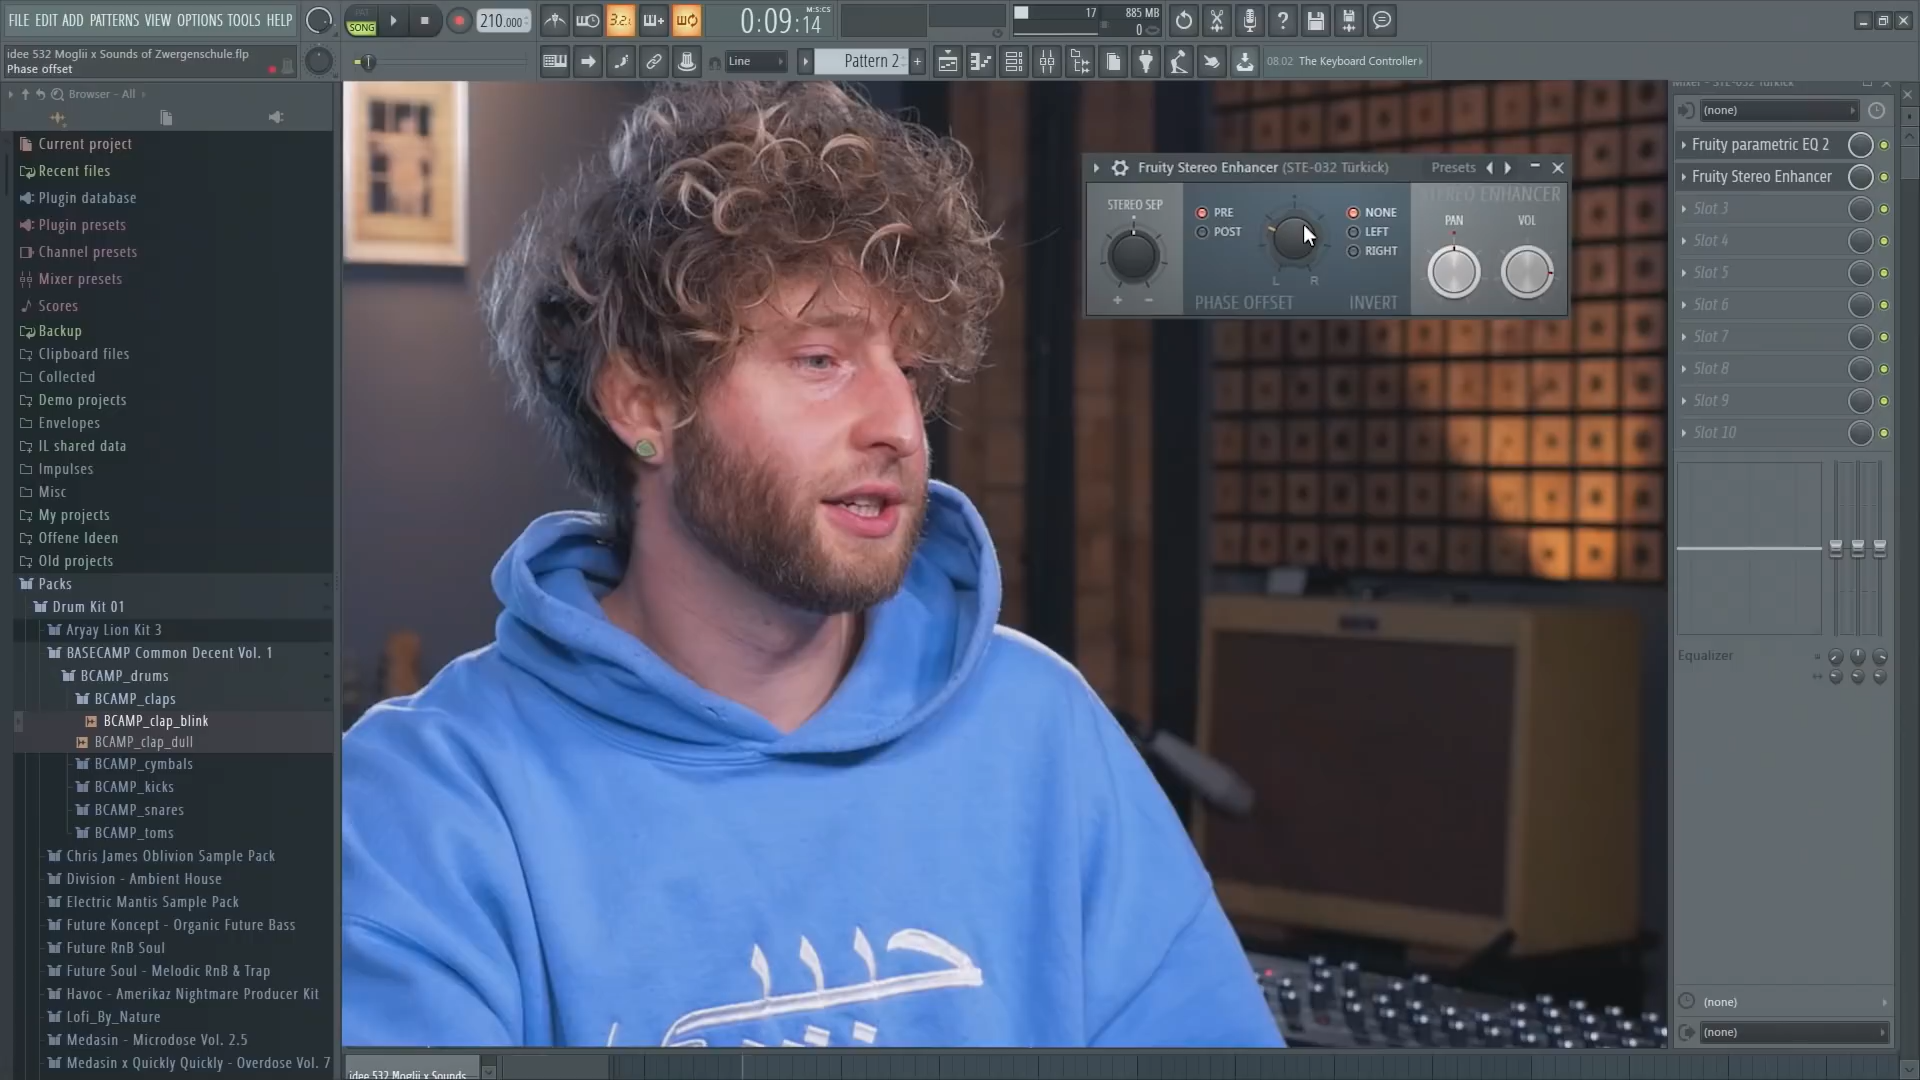 FILE EDIT ADD PATTERNS VIEW OPTIONS TOOLS HELP
SONG
210.000
3.2.
0:09:14
M:S:CS
17
885 MB
0
idee 532 Moglii x Sounds of Zwergenschule.flp
Phase offset
Line
Pattern 2
+
08.02 The Keyboard Controller
Browser - All
Current project
Recent files
Plugin database
Plugin presets
Channel presets
Mixer presets
Scores
Backup
Clipboard files
Collected
Demo projects
Envelopes
IL shared data
Impulses
Misc
My projects
Offene Ideen
Old projects
Packs
Drum Kit 01
Aryay Lion Kit 3
BASECAMP Common Decent Vol. 1
BCAMP_drums
BCAMP_claps
BCAMP_clap_blink
BCAMP_clap_dull
BCAMP_cymbals
BCAMP_kicks
BCAMP_snares
BCAMP_toms
Chris James Oblivion Sample Pack
Division - Ambient House
Electric Mantis Sample Pack
Future Koncept - Organic Future Bass
Future RnB Soul
Future Soul - Melodic RnB & Trap
Havoc - Amerikaz Nightmare Producer Kit
Lofi_By_Nature
Medasin - Microdose Vol. 2.5
Medasin x Quickly Quickly - Overdose Vol. 7
Fruity Stereo Enhancer (STE-032 Türkick)
Presets
STEREO SEP
+ −
PRE
POST
L R
PHASE OFFSET
NONE
LEFT
RIGHT
INVERT
STEREO ENHANCER
PAN
VOL
Mixer - STE-032 Türkick
(none)
Fruity parametric EQ 2
Fruity Stereo Enhancer
Slot 3
Slot 4
Slot 5
Slot 6
Slot 7
Slot 8
Slot 9
Slot 10
Equalizer
(none)
(none)
idee 532 Moglii x Sounds